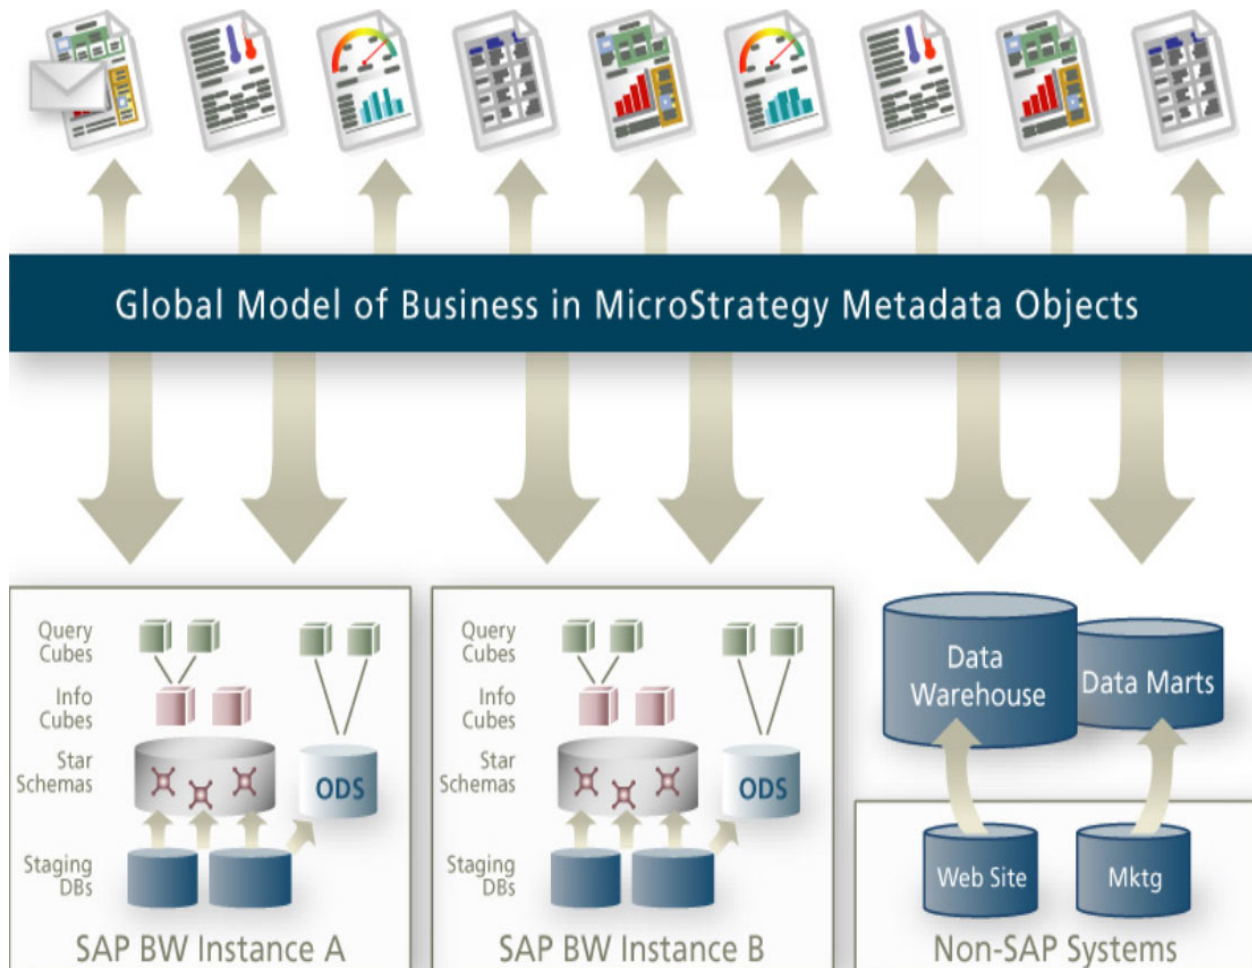 Global Model of Business in MicroStrategy Metadata Objects
Query
Cubes
Info
Cubes
Star
Schemas
ODS
Staging
DBs
SAP BW Instance A
Query
Cubes
Info
Cubes
Star
Schemas
ODS
Staging
DBs
SAP BW Instance B
Data
Warehouse
Data Marts
Web Site
Mktg
Non-SAP Systems